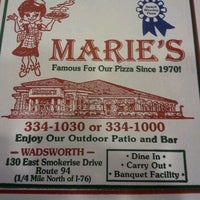 MARIE'S
Famous For Our Pizza Since 1970!
334-1030 or 334-1000
Enjoy Our Outdoor Patio and Bar
- WADSWORTH -
130 East Smokerise Drive
Route 94
(1/4 Mile North of I-76)
• Dine In •
• Carry Out •
• Banquet Facility •